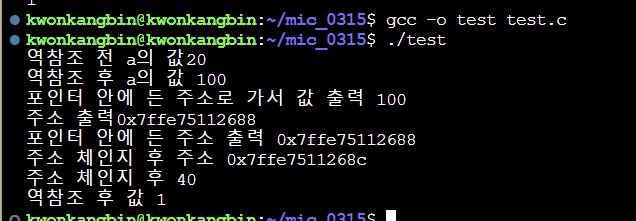 kwonkangbin@kwonkangbin:~/mic_0315$ gcc -o test test.c
kwonkangbin@kwonkangbin:~/mic_0315$ ./test
역참조 전 a의 값20
역참조 후 a의 값 100
포인터 안에 든 주소로 가서 값 출력 100
주소 출력0x7ffe75112688
포인터 안에 든 주소 출력 0x7ffe75112688
주소 체인지 후 주소 0x7ffe7511268c
주소 체인지 후 40
역참조 후 값 1
kwonkangbin@kwonkangbin:~/mic_0315$